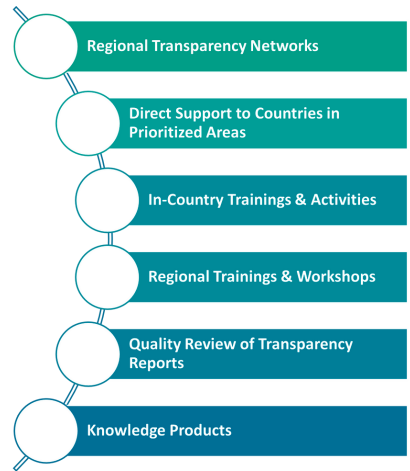 Regional Transparency Networks
Direct Support to Countries in
Prioritized Areas
In-Country Trainings & Activities
Regional Trainings & Workshops
Quality Review of Transparency
Reports
Knowledge Products